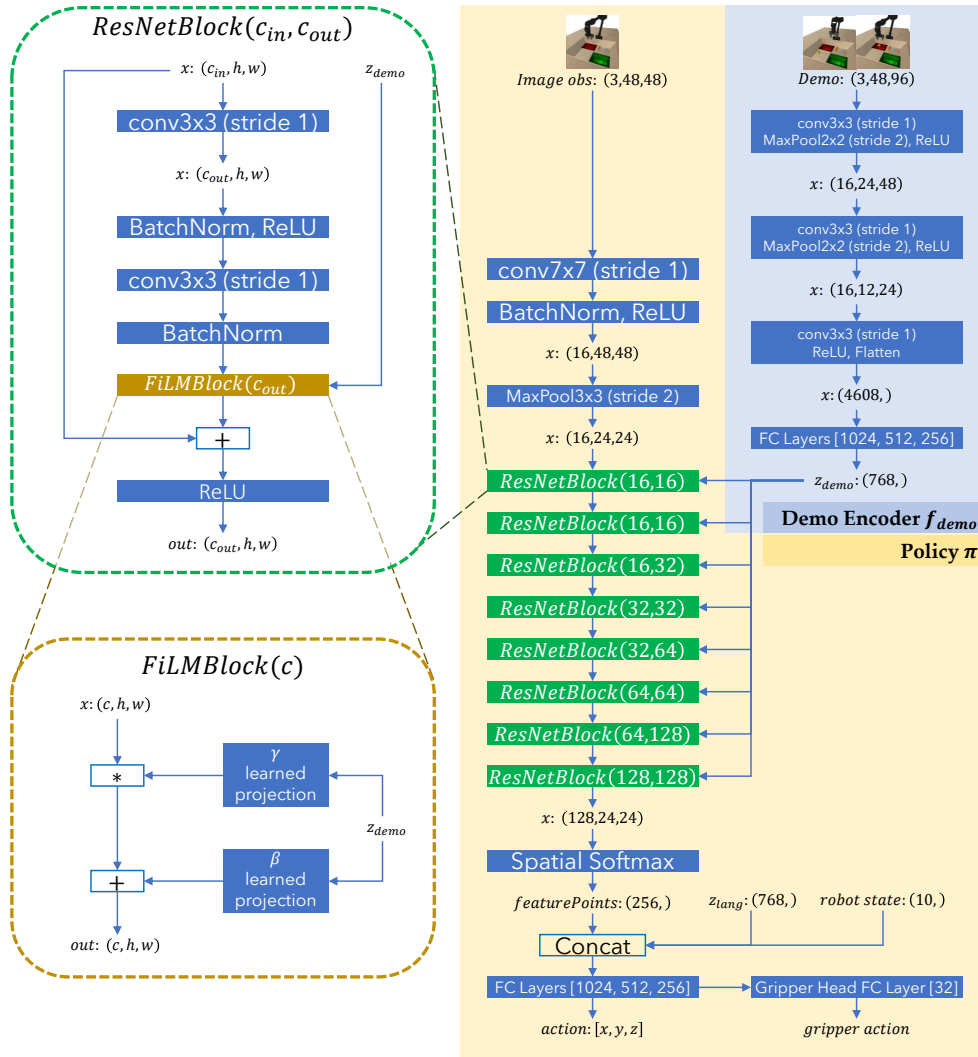 ResNetBlock(c_in, c_out)
x: (c_in, h, w)
z_demo
conv3x3 (stride 1)
x: (c_out, h, w)
BatchNorm, ReLU
conv3x3 (stride 1)
BatchNorm
FiLMBlock(c_out)
+
ReLU
out: (c_out, h, w)
FiLMBlock(c)
x: (c, h, w)
γ
learned
projection
*
z_demo
β
learned
projection
+
out: (c, h, w)
Image obs: (3,48,48)
conv7x7 (stride 1)
BatchNorm, ReLU
x: (16,48,48)
MaxPool3x3 (stride 2)
x: (16,24,24)
ResNetBlock(16,16)
ResNetBlock(16,16)
ResNetBlock(16,32)
ResNetBlock(32,32)
ResNetBlock(32,64)
ResNetBlock(64,64)
ResNetBlock(64,128)
ResNetBlock(128,128)
x: (128,24,24)
Spatial Softmax
featurePoints: (256, )
z_lang: (768, )
robot state: (10, )
Concat
FC Layers [1024, 512, 256]
Gripper Head FC Layer [32]
action: [x, y, z]
gripper action
Demo: (3,48,96)
conv3x3 (stride 1)
MaxPool2x2 (stride 2), ReLU
x: (16,24,48)
conv3x3 (stride 1)
MaxPool2x2 (stride 2), ReLU
x: (16,12,24)
conv3x3 (stride 1)
ReLU, Flatten
x: (4608, )
FC Layers [1024, 512, 256]
z_demo: (768, )
Demo Encoder f_demo
Policy π